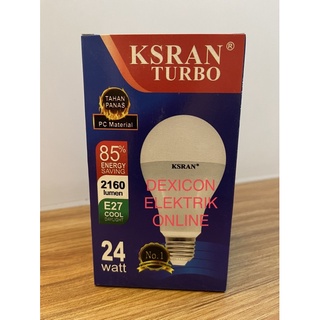 KSRAN®
TURBO
TAHAN
PANAS
PC Material
85%
ENERGY
SAVING
2160
lumen
E27
COOL
DAYLIGHT
24
watt
KSRAN
DEXICON
ELEKTRIK
ONLINE
No.1